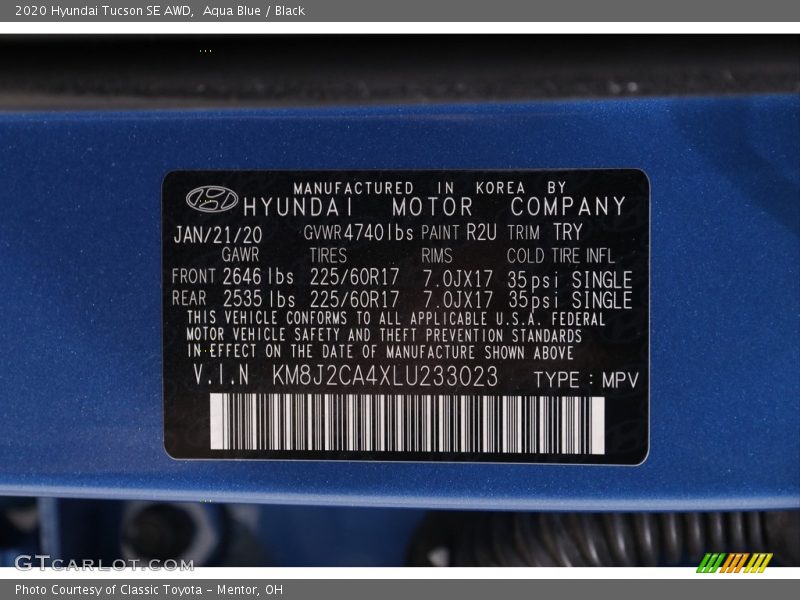 2020 Hyundai Tucson SE AWD,  Aqua Blue / Black
MANUFACTURED IN KOREA BY
HYUNDAI MOTOR COMPANY
JAN/21/20 GVWR4740lbs PAINT R2U TRIM TRY
GAWR TIRES RIMS COLD TIRE INFL
FRONT 2646 lbs 225/60R17 7.0JX17 35psi SINGLE
REAR 2535 lbs 225/60R17 7.0JX17 35psi SINGLE
THIS VEHICLE CONFORMS TO ALL APPLICABLE U.S.A. FEDERAL
MOTOR VEHICLE SAFETY AND THEFT PREVENTION STANDARDS
IN EFFECT ON THE DATE OF MANUFACTURE SHOWN ABOVE
V.I.N KM8J2CA4XLU233023 TYPE : MPV
GTcarlot.com
Photo Courtesy of Classic Toyota - Mentor, OH